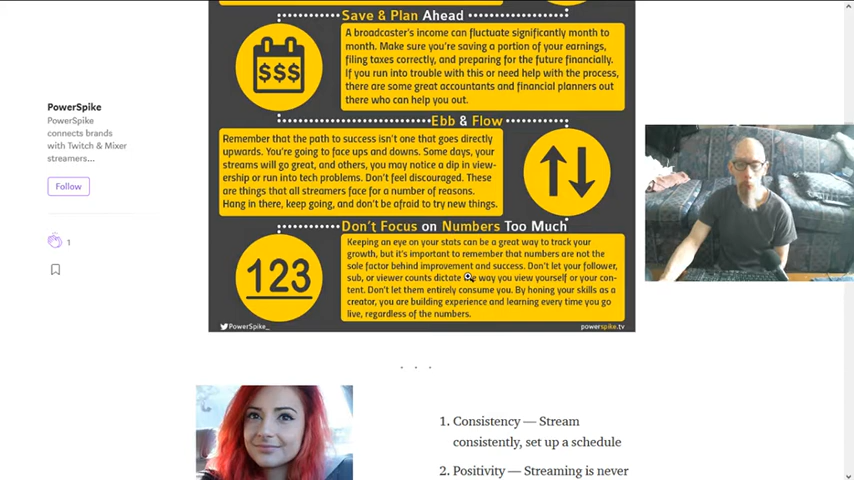 Save & Plan Ahead
A broadcaster's income can fluctuate significantly month to
month. Make sure you're saving a portion of your earnings,
filing taxes correctly, and preparing for the future financially.
If you run into trouble with this or need help with the process,
there are some great accountants and financial planners out
there who can help you out.
$$$
PowerSpike
PowerSpike
connects brands
with Twitch & Mixer
streamers...
Follow
1
Ebb & Flow
Remember that the path to success isn't one that goes directly
upwards. You're going to face ups and downs. Some days, your
streams will go great, and others, you may notice a dip in view-
ership or run into tech problems. Don't feel discouraged. These
are things that all streamers face for a number of reasons.
Hang in there, keep going, and don't be afraid to try new things.
Don't Focus on Numbers Too Much
123
Keeping an eye on your stats can be a great way to track your
growth, but it's important to remember that numbers are not the
sole factor behind improvement and success. Don't let your follower,
sub, or viewer counts dictate the way you view yourself or your con-
tent. Don't let them entirely consume you. By honing your skills as a
creator, you are building experience and learning every time you go
live, regardless of the numbers.
PowerSpike_
powerspike.tv
. . .
1. Consistency — Stream
consistently, set up a schedule
2. Positivity — Streaming is never